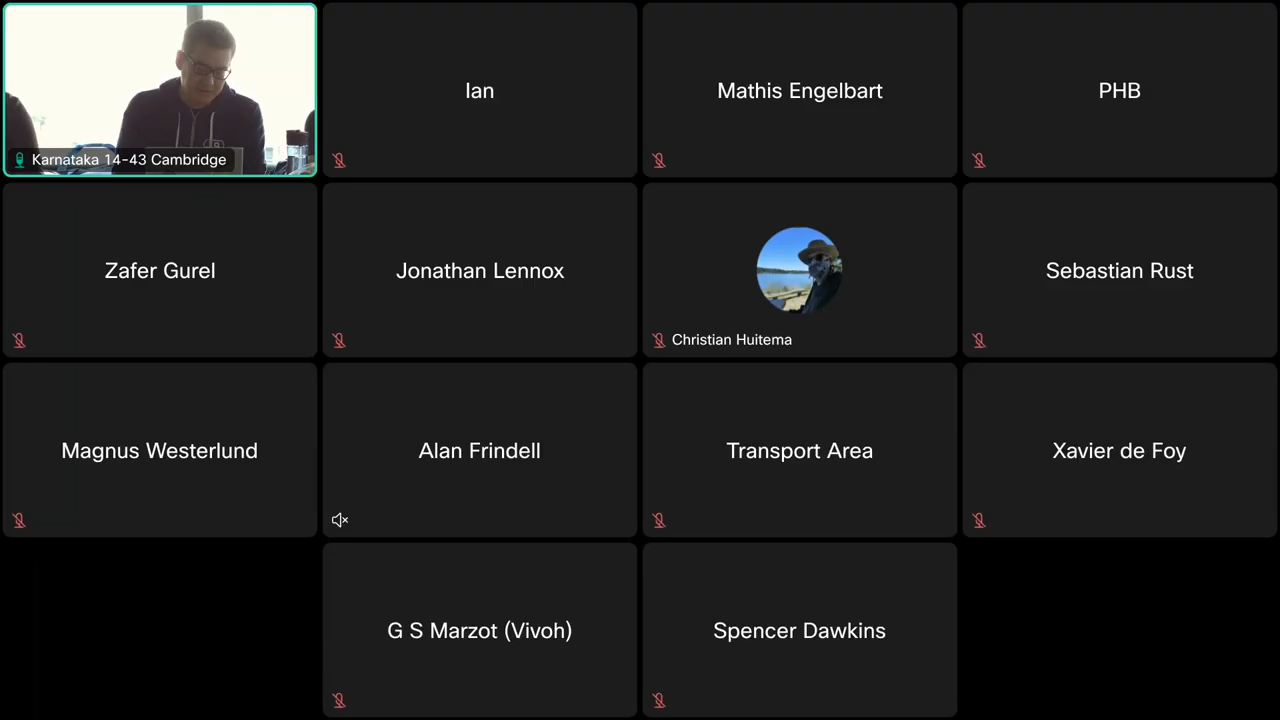 Karnataka 14-43 Cambridge
Ian
Mathis Engelbart
PHB
Zafer Gurel
Jonathan Lennox
Christian Huitema
Sebastian Rust
Magnus Westerlund
Alan Frindell
Transport Area
Xavier de Foy
G S Marzot (Vivoh)
Spencer Dawkins